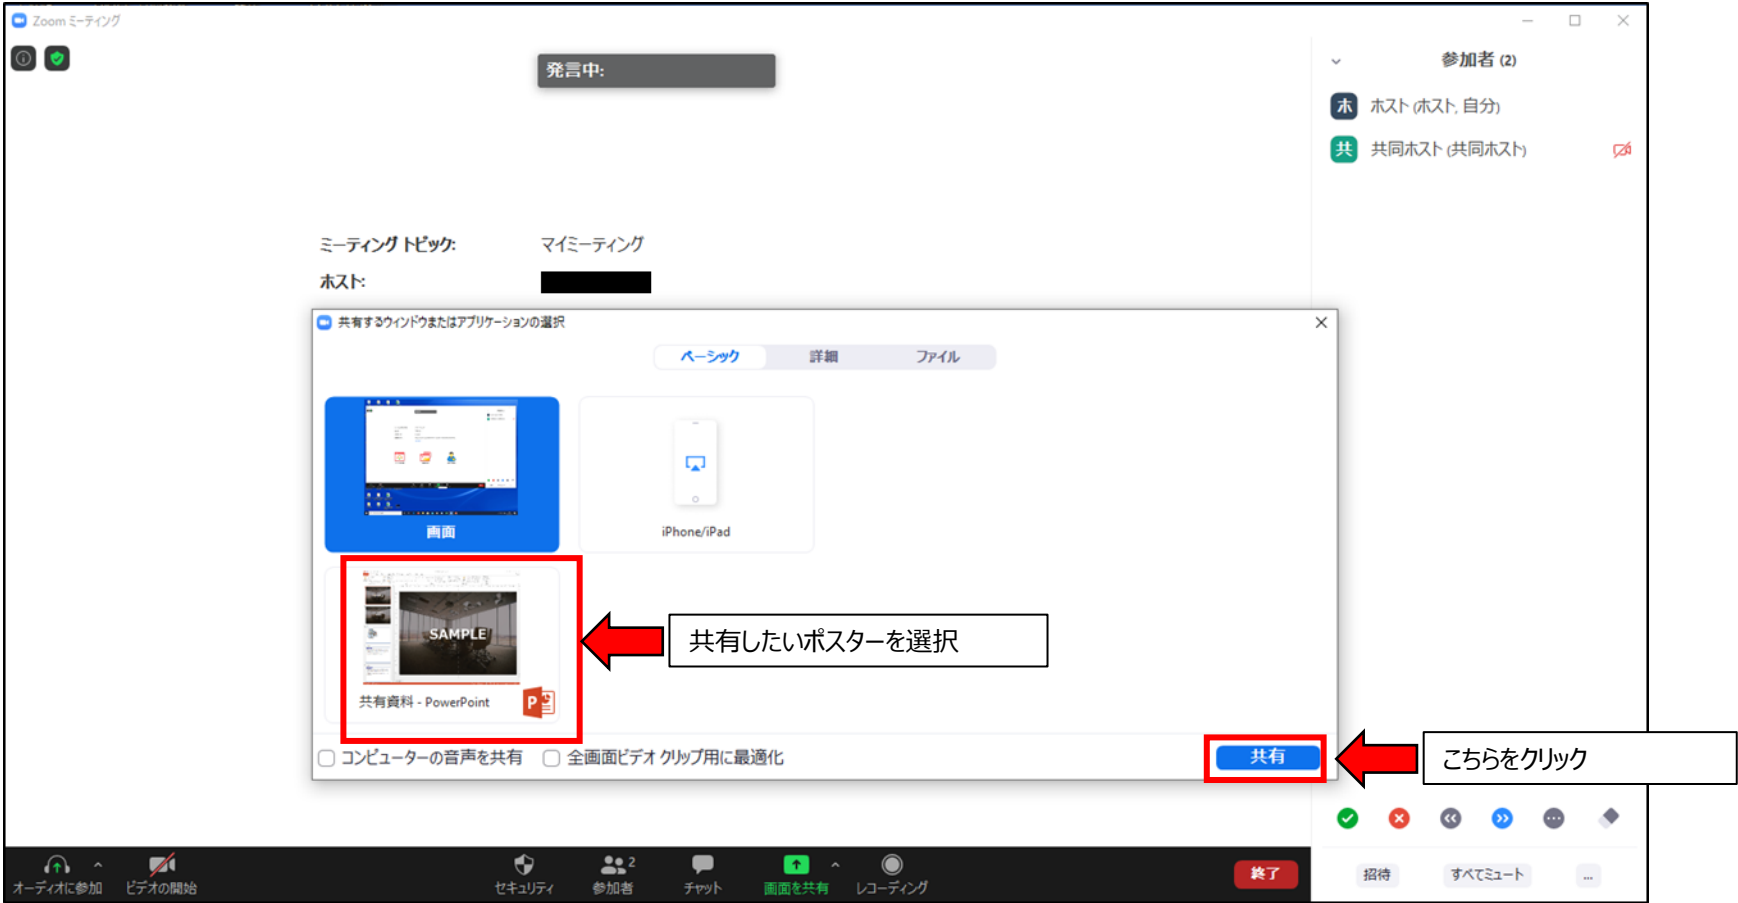 Zoom ミーティング
発言中:
参加者 (2)
ホ ホスト (ホスト, 自分)
共 共同ホスト (共同ホスト)
ミーティング トピック: マイミーティング
ホスト:
共有するウィンドウまたはアプリケーションの選択
ベーシック 詳細 ファイル
画面
iPhone/iPad
SAMPLE
共有したいポスターを選択
共有資料 - PowerPoint
コンピューターの音声を共有 全画面ビデオ クリップ用に最適化
共有
こちらをクリック
オーディオに参加
ビデオの開始
セキュリティ
2
参加者
チャット
画面を共有
レコーディング
終了
招待
すべてミュート
...